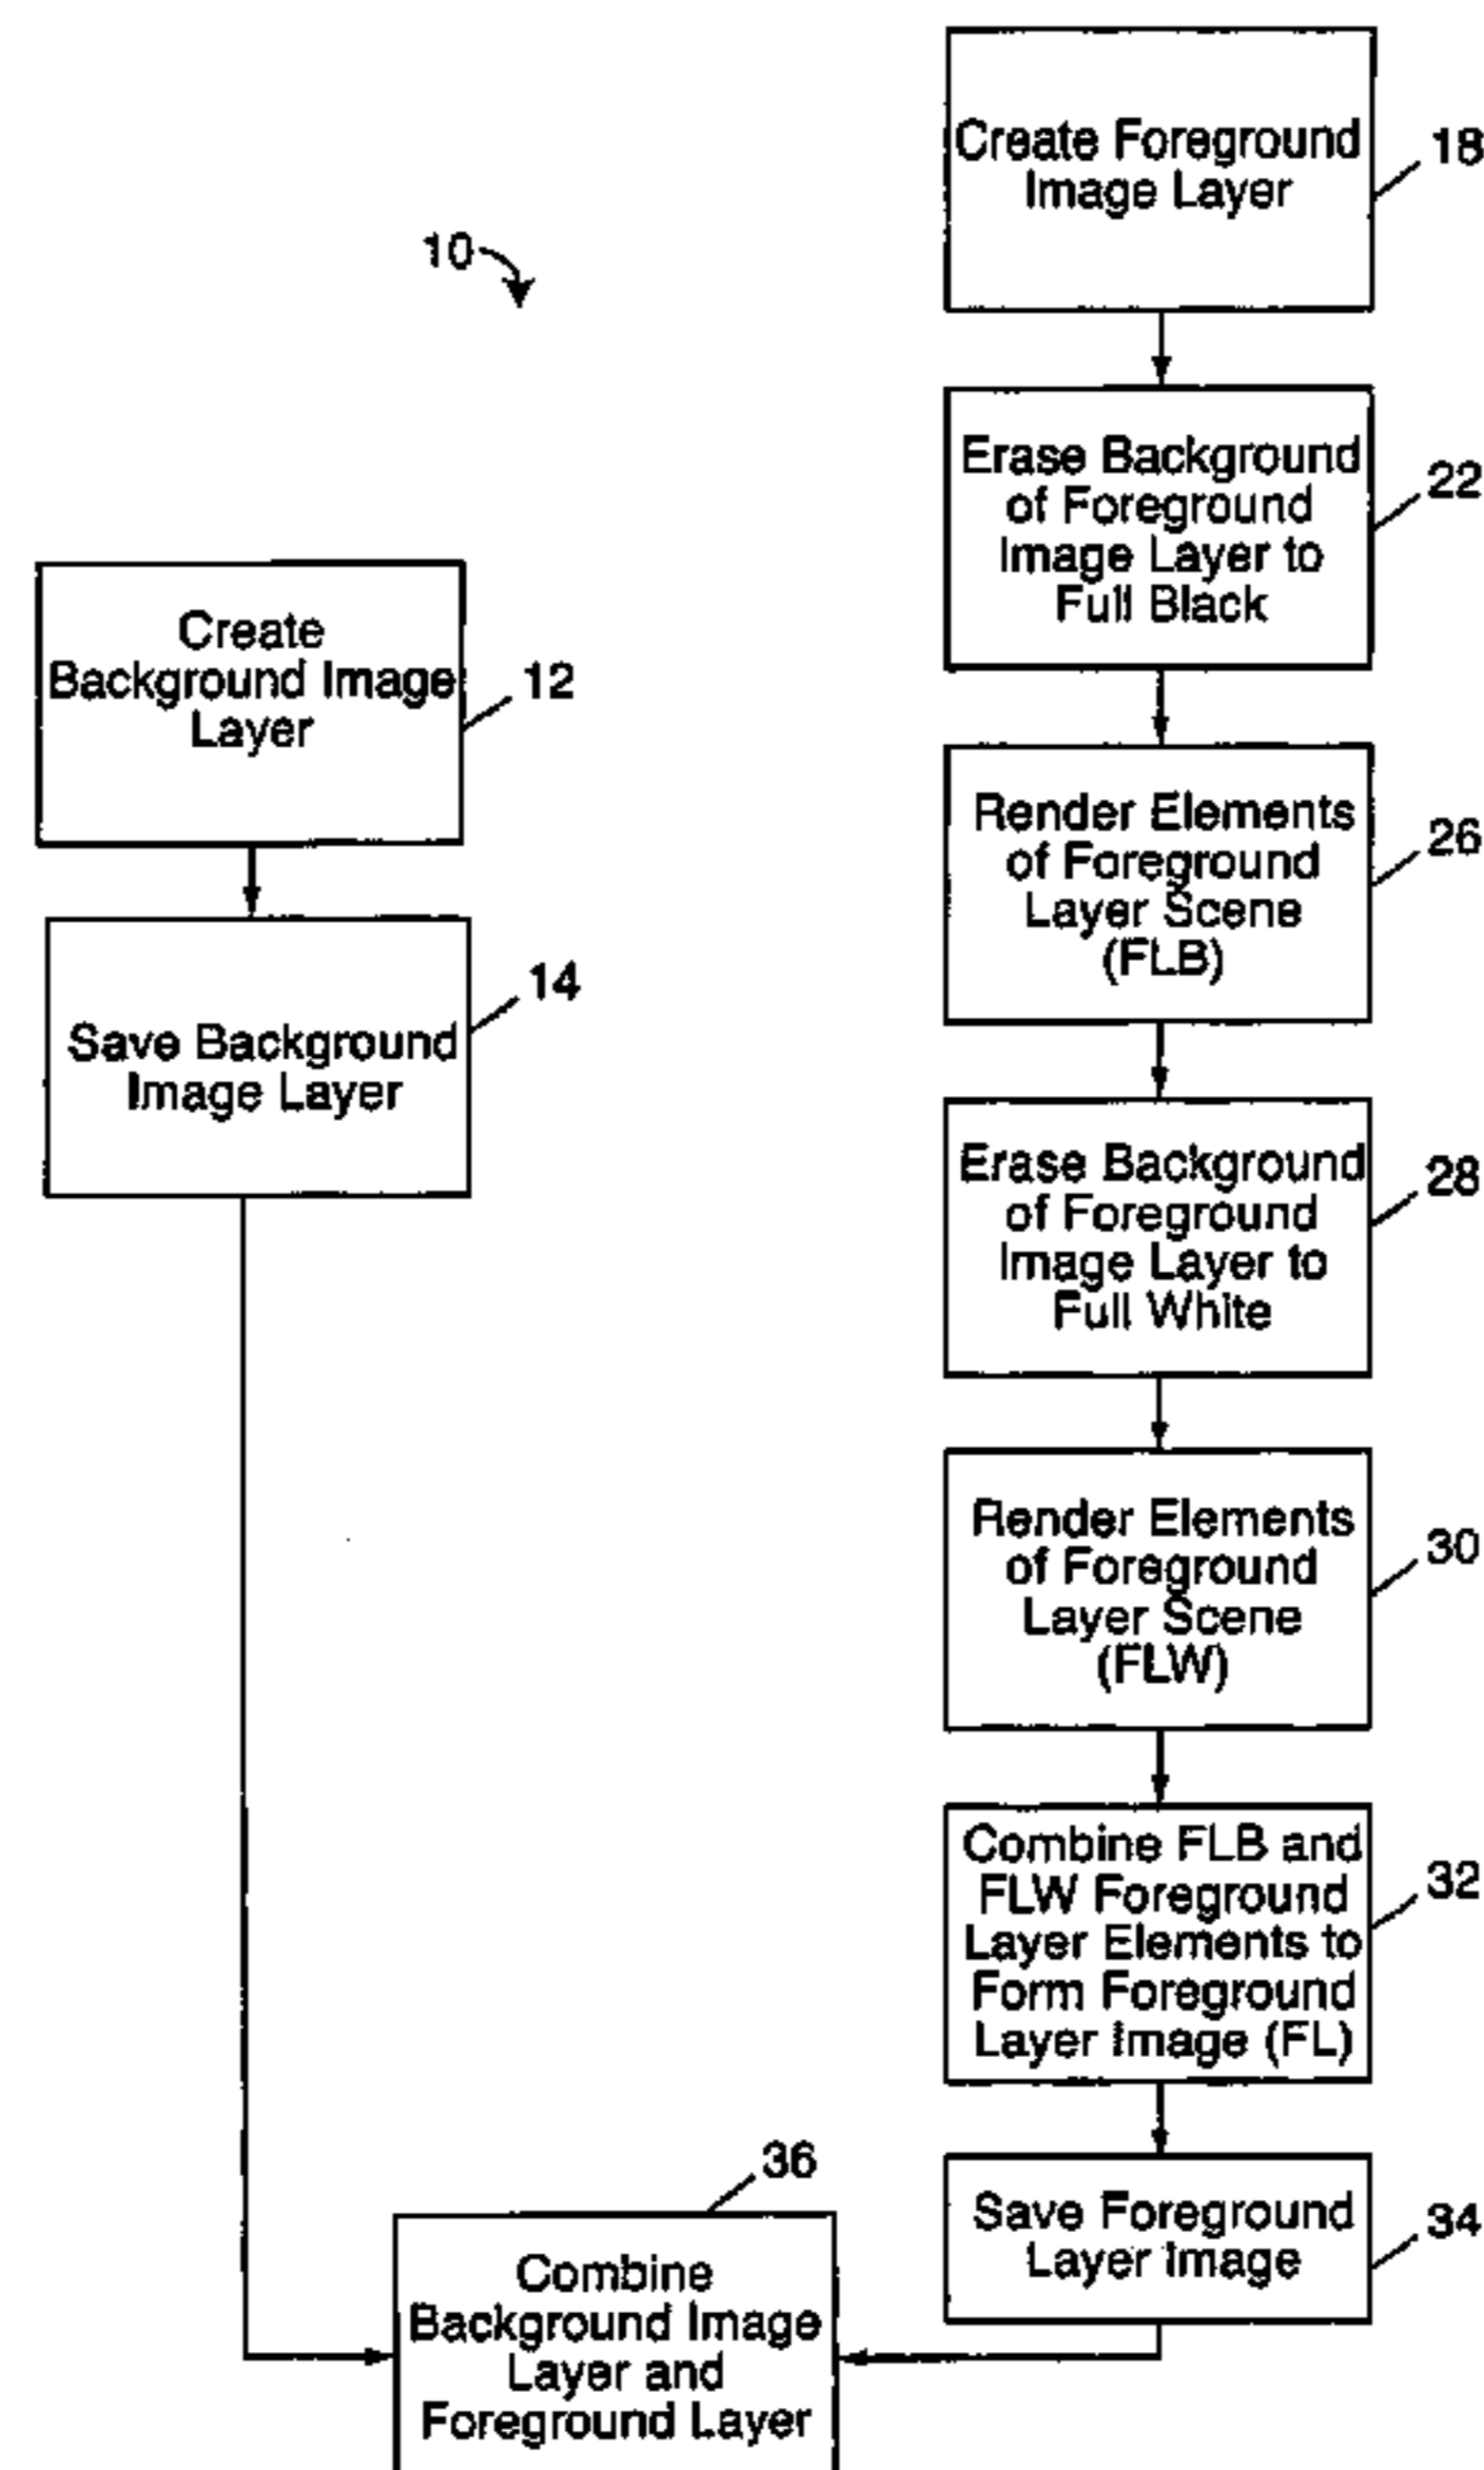 10
Create
Background Image
Layer
12
Save Background
Image Layer
14
Create Foreground
Image Layer
18
Erase Background
of Foreground
Image Layer to
Full Black
22
Render Elements
of Foreground
Layer Scene
(FLB)
26
Erase Background
of Foreground
Image Layer to
Full White
28
Render Elements
of Foreground
Layer Scene
(FLW)
30
Combine FLB and
FLW Foreground
Layer Elements to
Form Foreground
Layer Image (FL)
32
Save Foreground
Layer Image
34
36
Combine
Background Image
Layer and
Foreground Layer